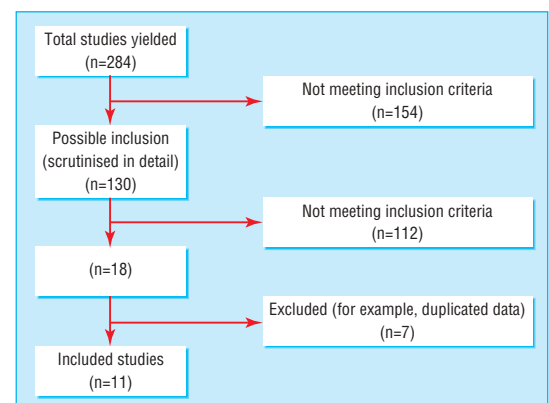 Total studies yielded
(n=284)
Not meeting inclusion criteria
(n=154)
Possible inclusion
(scrutinised in detail)
(n=130)
Not meeting inclusion criteria
(n=112)
(n=18)
Excluded (for example, duplicated data)
(n=7)
Included studies
(n=11)